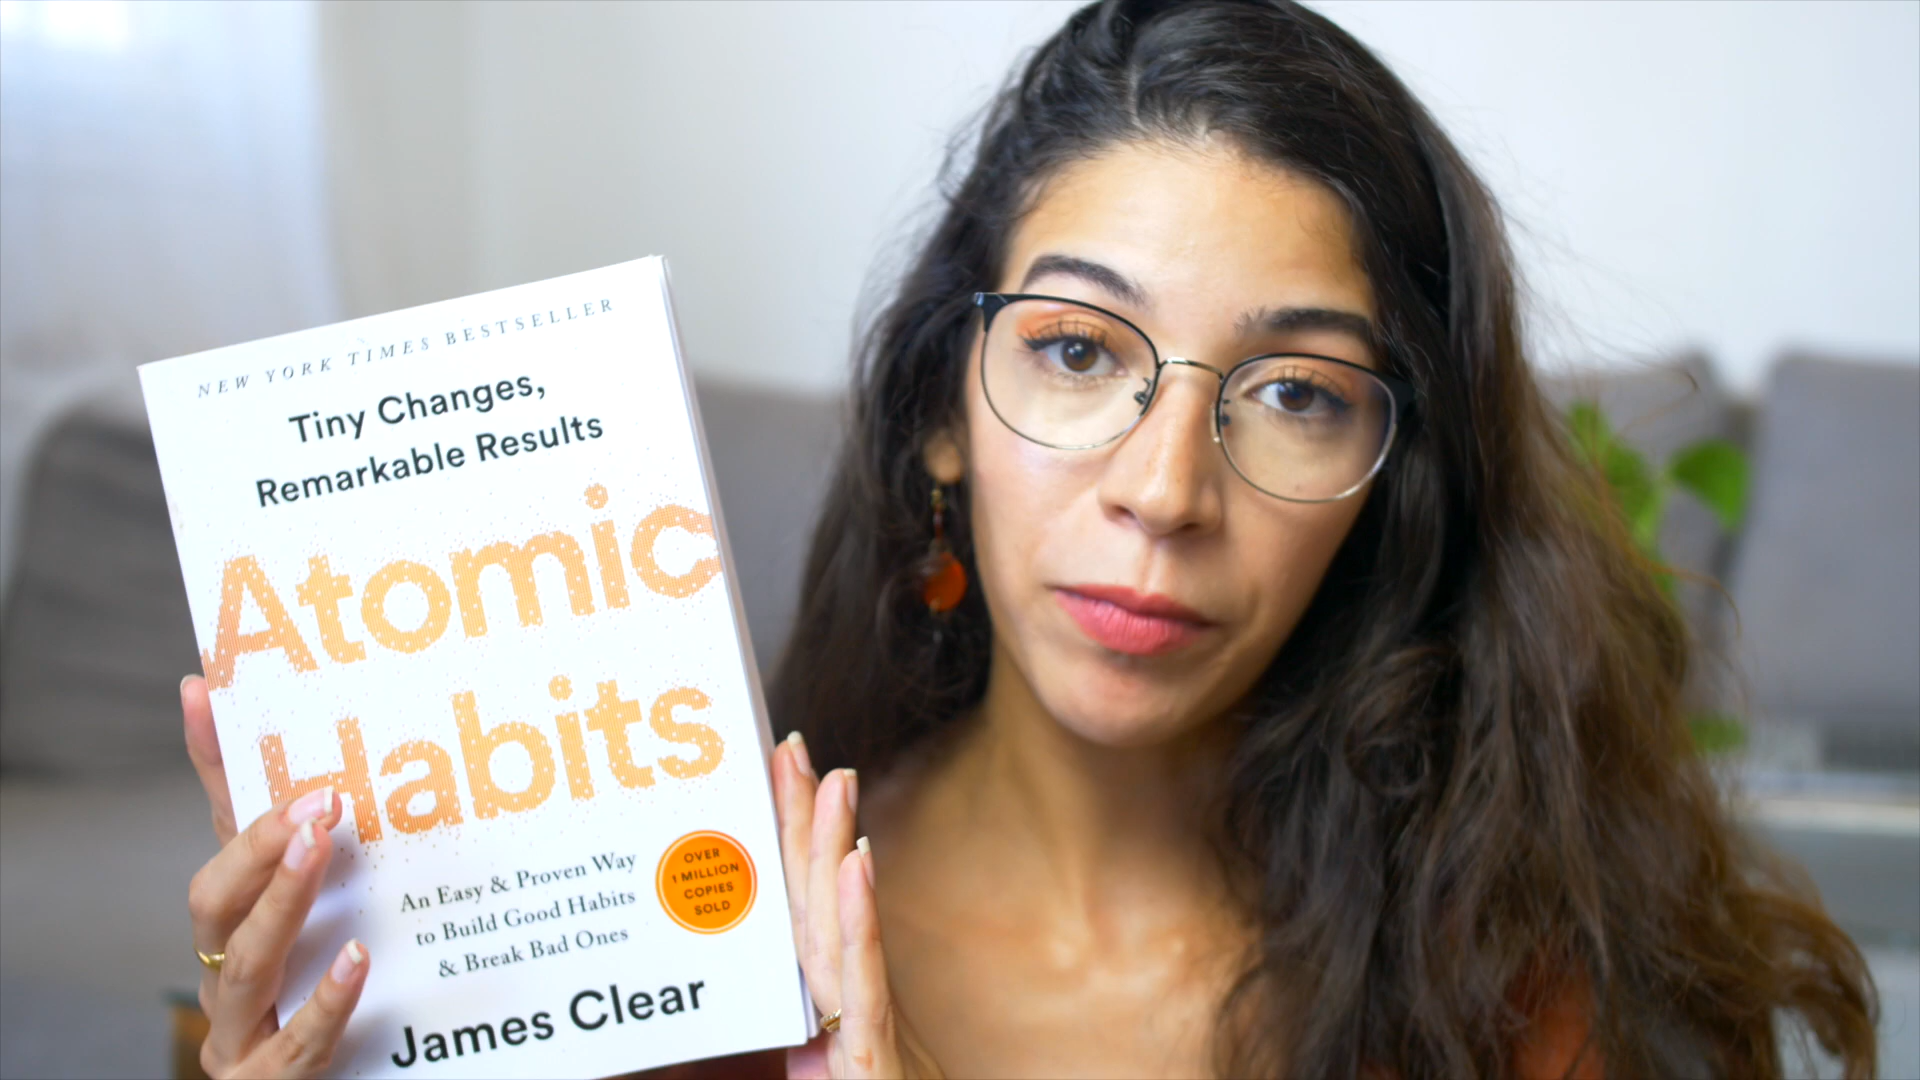 NEW YORK TIMES BESTSELLER
Tiny Changes,
Remarkable Results
Atomic
Habits
An Easy & Proven Way
to Build Good Habits
& Break Bad Ones
OVER
1 MILLION
COPIES
SOLD
James Clear